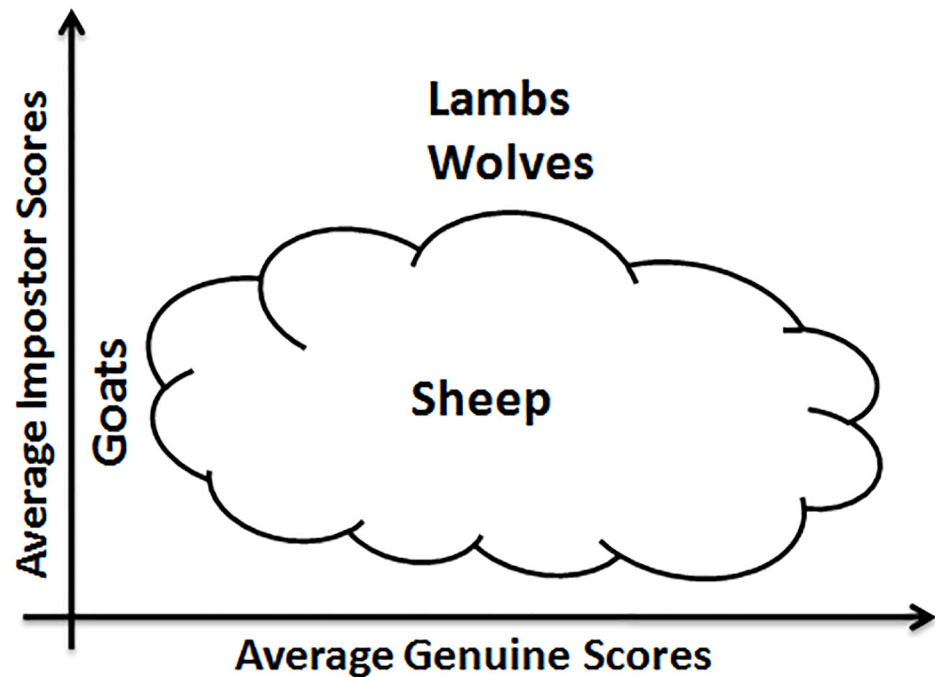 Average Impostor Scores
Lambs
Wolves
Goats
Sheep
Average Genuine Scores